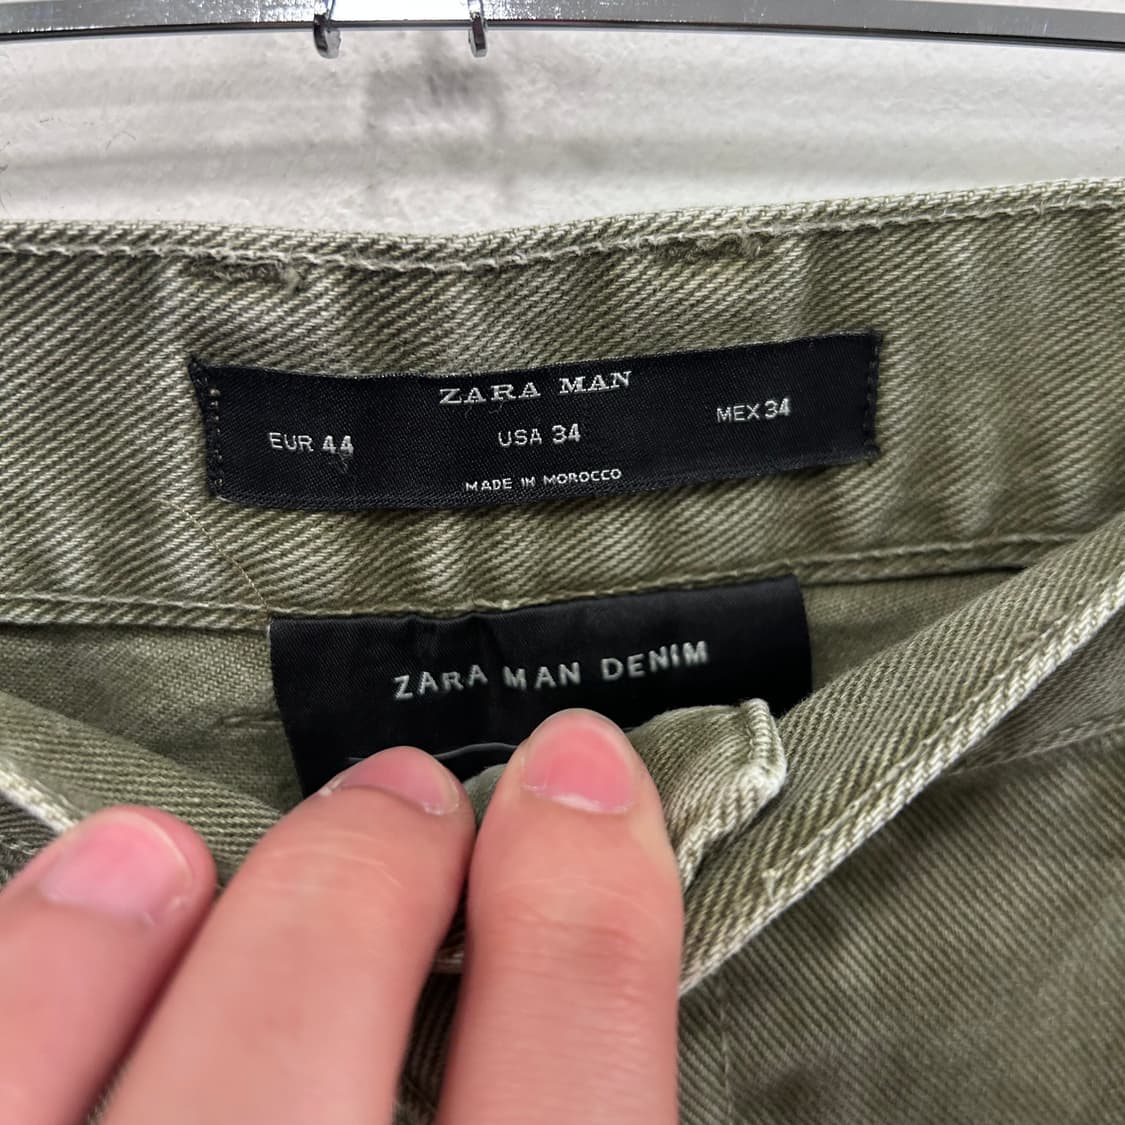 ZARA MAN
EUR 44 USA 34 MEX 34
MADE IN MOROCCO
ZARA MAN DENIM